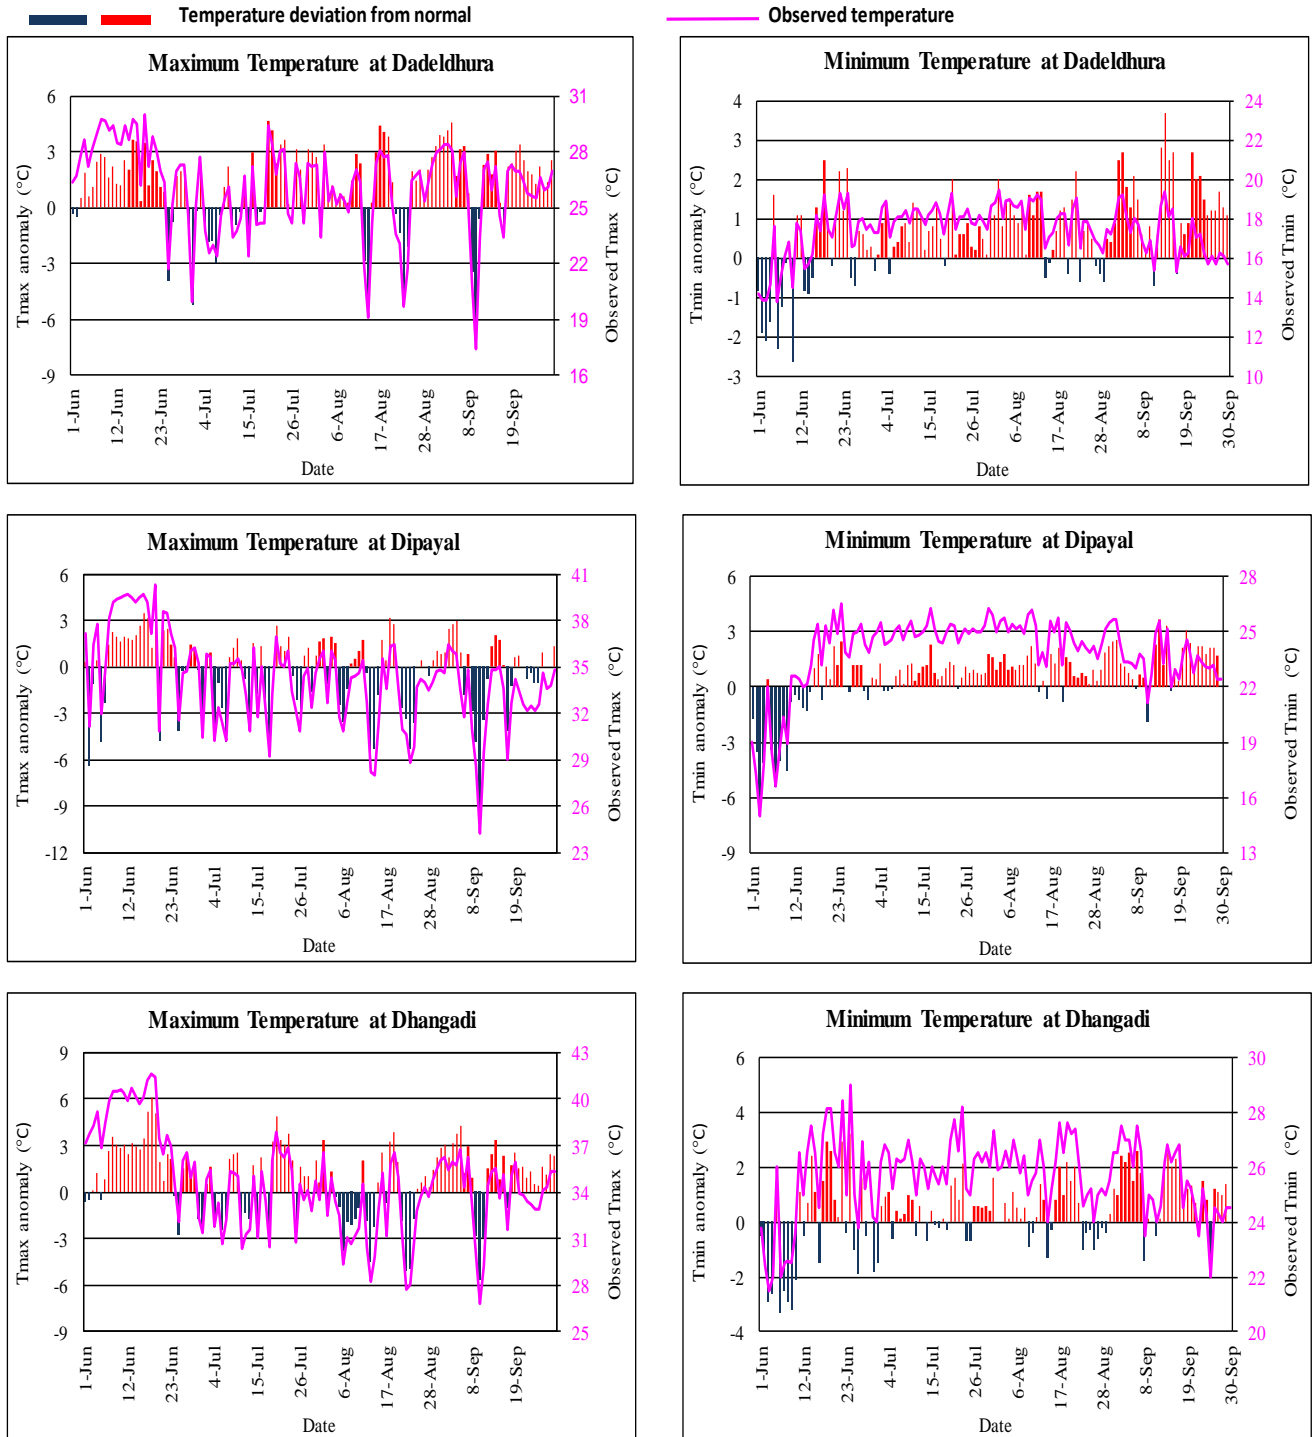 Temperature deviation from normal
Observed temperature
Maximum Temperature at Dadeldhura
Tmax anomaly (°C)
6
3
0
-3
-6
-9
31
28
25
22
19
16
Observed Tmax (°C)
1-Jun
12-Jun
23-Jun
4-Jul
15-Jul
26-Jul
6-Aug
17-Aug
28-Aug
8-Sep
19-Sep
Date
Minimum Temperature at Dadeldhura
Tmin anomaly (°C)
4
3
2
1
0
-1
-2
-3
24
22
20
18
16
14
12
10
Observed Tmin (°C)
1-Jun
12-Jun
23-Jun
4-Jul
15-Jul
26-Jul
6-Aug
17-Aug
28-Aug
8-Sep
19-Sep
30-Sep
Date
Maximum Temperature at Dipayal
Tmax anomaly (°C)
6
3
0
-3
-6
-9
-12
41
38
35
32
29
26
23
Observed Tmax (°C)
1-Jun
12-Jun
23-Jun
4-Jul
15-Jul
26-Jul
6-Aug
17-Aug
28-Aug
8-Sep
19-Sep
Date
Minimum Temperature at Dipayal
Tmin anomaly (°C)
6
3
0
-3
-6
-9
28
25
22
19
16
13
Observed Tmin (°C)
1-Jun
12-Jun
23-Jun
4-Jul
15-Jul
26-Jul
6-Aug
17-Aug
28-Aug
8-Sep
19-Sep
30-Sep
Date
Maximum Temperature at Dhangadi
Tmax anomaly (°C)
9
6
3
0
-3
-6
-9
43
40
37
34
31
28
25
Observed Tmax (°C)
1-Jun
12-Jun
23-Jun
4-Jul
15-Jul
26-Jul
6-Aug
17-Aug
28-Aug
8-Sep
19-Sep
Date
Minimum Temperature at Dhangadi
Tmin anomaly (°C)
6
4
2
0
-2
-4
30
28
26
24
22
20
Observed Tmin (°C)
1-Jun
12-Jun
23-Jun
4-Jul
15-Jul
26-Jul
6-Aug
17-Aug
28-Aug
8-Sep
19-Sep
30-Sep
Date